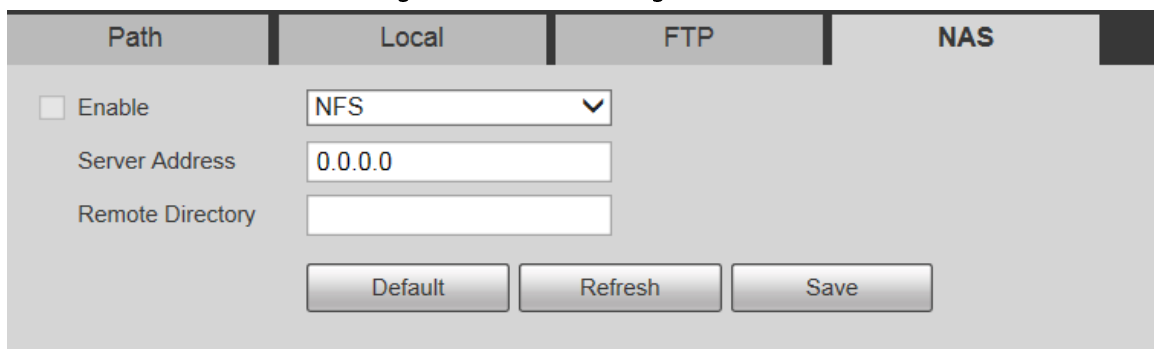 Path Local FTP NAS
Enable NFS
Server Address 0.0.0.0
Remote Directory
Default Refresh Save